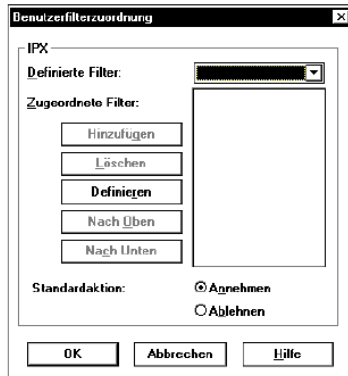 Benutzerfilterzuordnung
IPX
Definierte Filter:
Zugeordnete Filter:
Hinzufügen
Löschen
Definieren
Nach Oben
Nach Unten
Standardaktion:
Annehmen
Ablehnen
OK
Abbrechen
Hilfe